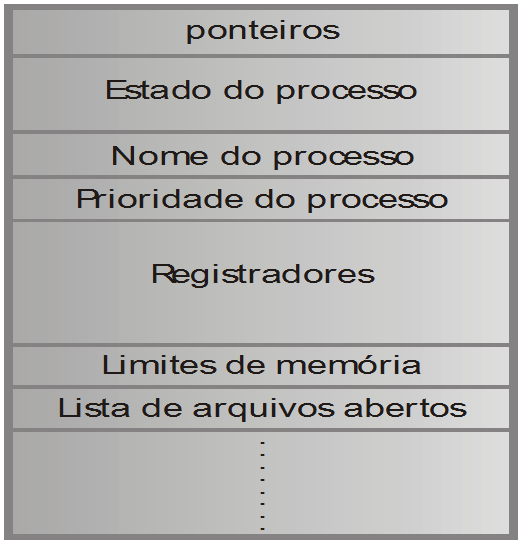 ponteiros
Estado do processo
Nome do processo
Prioridade do processo
Registradores
Limites de memória
Lista de arquivos abertos